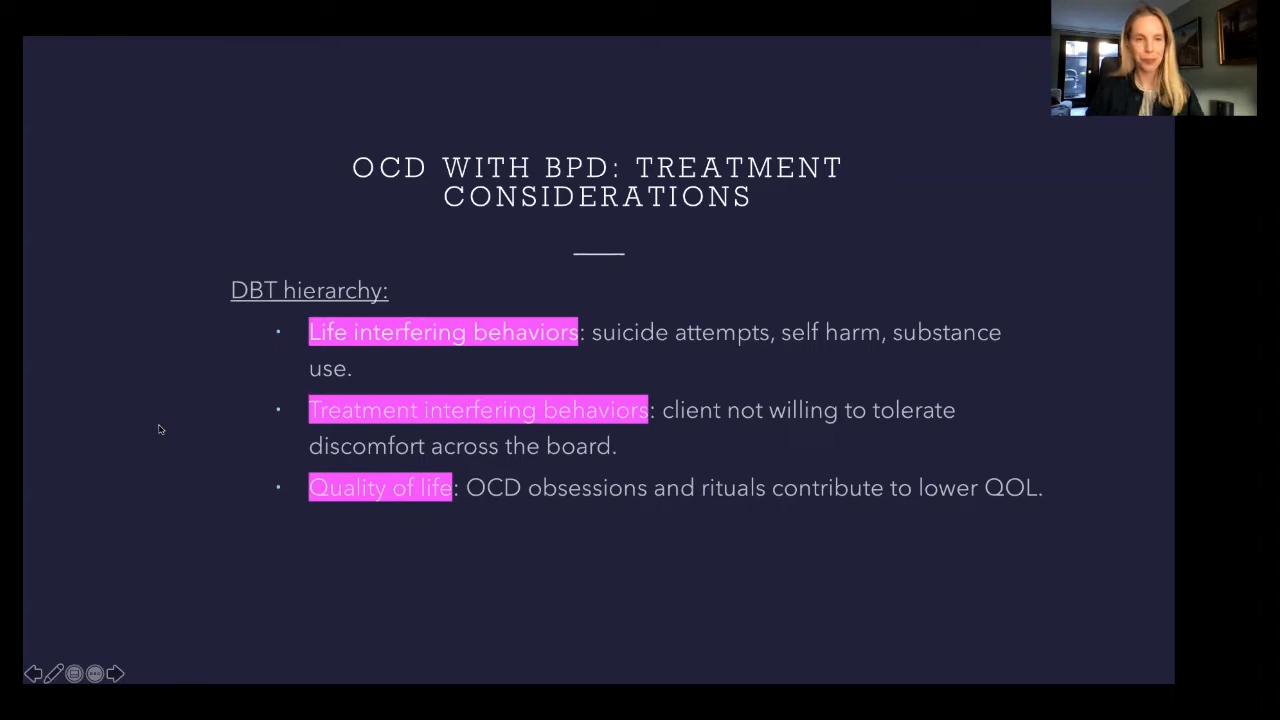 OCD WITH BPD: TREATMENT
CONSIDERATIONS
DBT hierarchy:
• Life interfering behaviors: suicide attempts, self harm, substance
use.
• Treatment interfering behaviors: client not willing to tolerate
discomfort across the board.
• Quality of life: OCD obsessions and rituals contribute to lower QOL.